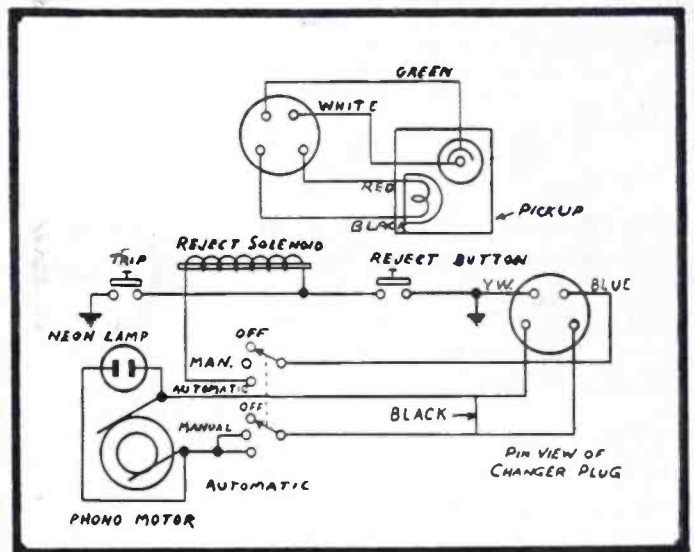 GREEN
WHITE
RED
BLACK
PICKUP
TRIP
REJECT SOLENOID
REJECT BUTTON
Y.W.
BLUE
NEON LAMP
OFF
MAN.
AUTOMATIC
OFF
MANUAL
BLACK
AUTOMATIC
PIN VIEW OF
CHANGER PLUG
PHONO MOTOR